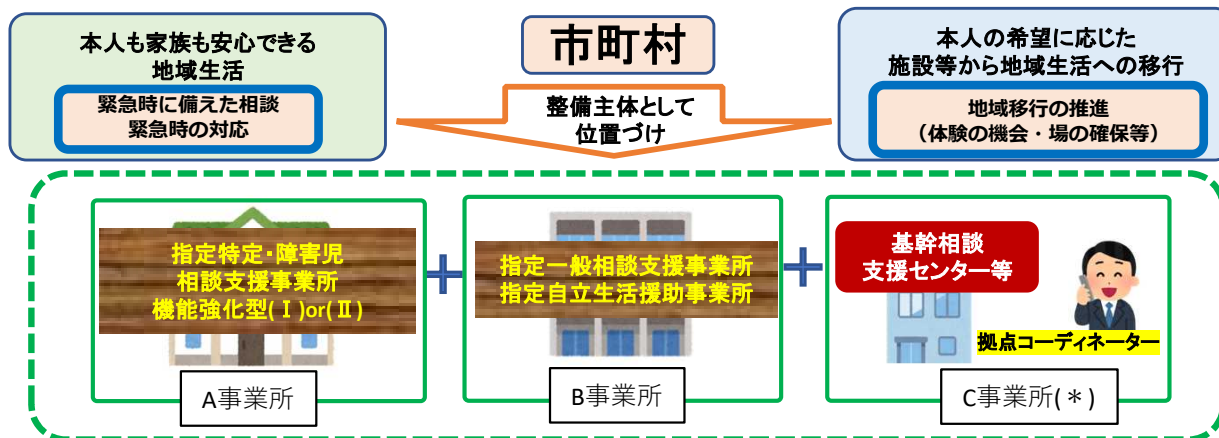 本人も家族も安心できる
地域生活
緊急時に備えた相談
緊急時の対応
市町村
整備主体として
位置づけ
本人の希望に応じた
施設等から地域生活への移行
地域移行の推進
（体験の機会・場の確保等）
指定特定・障害児
相談支援事業所
機能強化型(Ⅰ)or(Ⅱ)
A事業所
+
指定一般相談支援事業所
指定自立生活援助事業所
B事業所
+
基幹相談
支援センター等
拠点コーディネーター
C事業所(＊)